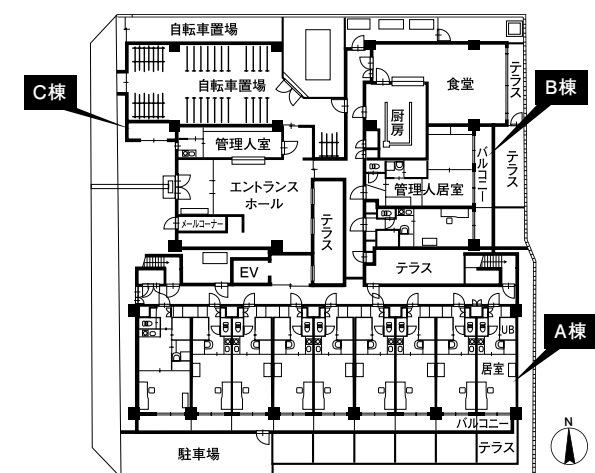 自転車置場
C棟
自転車置場
食堂
テラス
B棟
厨房
管理人室
バルコニー
テラス
エントランス
ホール
管理人居室
メールコーナー
テラス
EV
テラス
A棟
UB
居室
バルコニー
駐車場
テラス
N